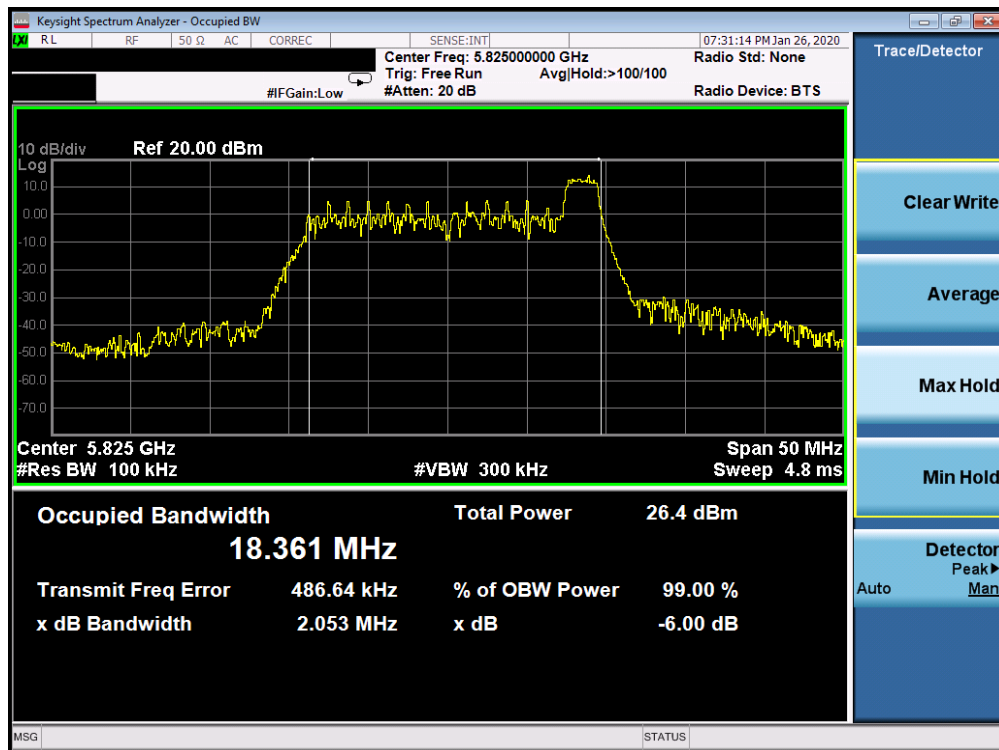 Keysight Spectrum Analyzer - Occupied BW
LXI RL RF 50 Ω AC CORREC SENSE:INT 07:31:14 PM Jan 26, 2020
Center Freq: 5.825000000 GHz Radio Std: None
Trig: Free Run Avg|Hold:>100/100
#IFGain:Low #Atten: 20 dB Radio Device: BTS
10 dB/div Ref 20.00 dBm
Log
10.0
0.00
-10.0
-20.0
-30.0
-40.0
-50.0
-60.0
-70.0
Center 5.825 GHz Span 50 MHz
#Res BW 100 kHz #VBW 300 kHz Sweep 4.8 ms
Occupied Bandwidth Total Power 26.4 dBm
18.361 MHz
Transmit Freq Error 486.64 kHz % of OBW Power 99.00 %
x dB Bandwidth 2.053 MHz x dB -6.00 dB
MSG STATUS
Trace/Detector
Clear Write
Average
Max Hold
Min Hold
Detector
Peak▶
Auto Man